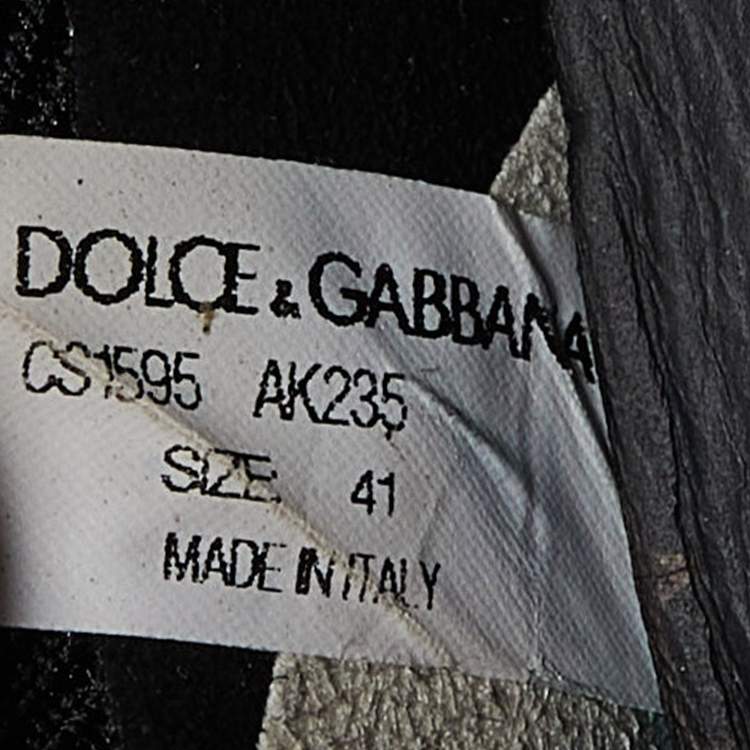 DOLCE & GABBANA
CS1595 AK235
SIZE 41
MADE IN ITALY